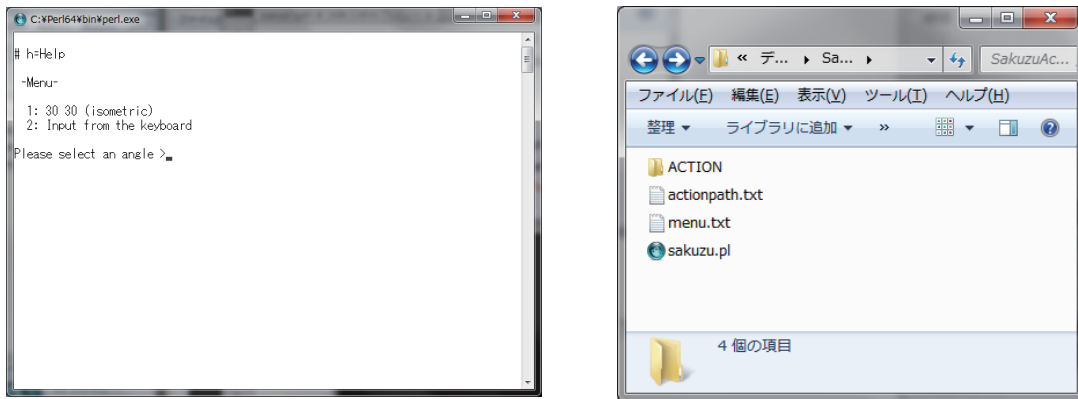 C:¥Perl64¥bin¥perl.exe
# h=Help
-Menu-
1: 30 30 (isometric)
2: Input from the keyboard
Please select an angle >
« デ... Sa...
SakuzuAc...
ファイル(F) 編集(E) 表示(V) ツール(T) ヘルプ(H)
整理 ライブラリに追加 »
ACTION
actionpath.txt
menu.txt
sakuzu.pl
4 個の項目